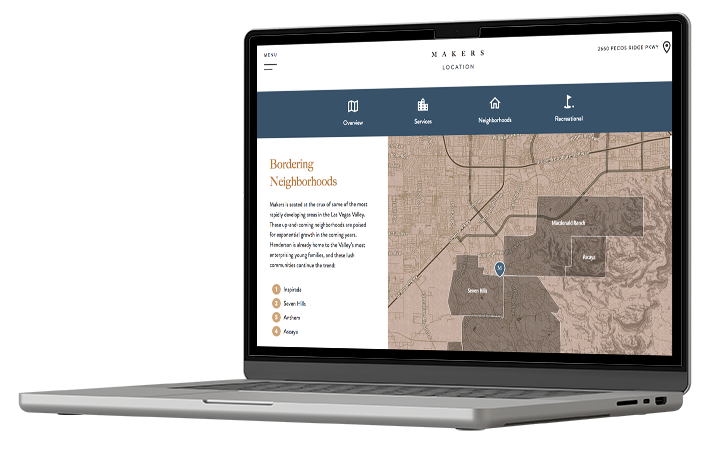 MENU
MAKERS
LOCATION
2660 PECOS RIDGE PKWY
Overview
Services
Neighborhoods
Recreational
Bordering
Neighborhoods
Makers is seated at the crux of some of the most
rapidly developing areas in the Las Vegas Valley.
These up-and-coming neighborhoods are poised
for exponential growth in the coming years.
Henderson is already home to the Valley's most
enterprising young families, and these lush
communities continue the trend:
1 Inspirada
2 Seven Hills
3 Anthem
4 Ascaya
Macdonald Ranch
Ascaya
M
Seven Hills